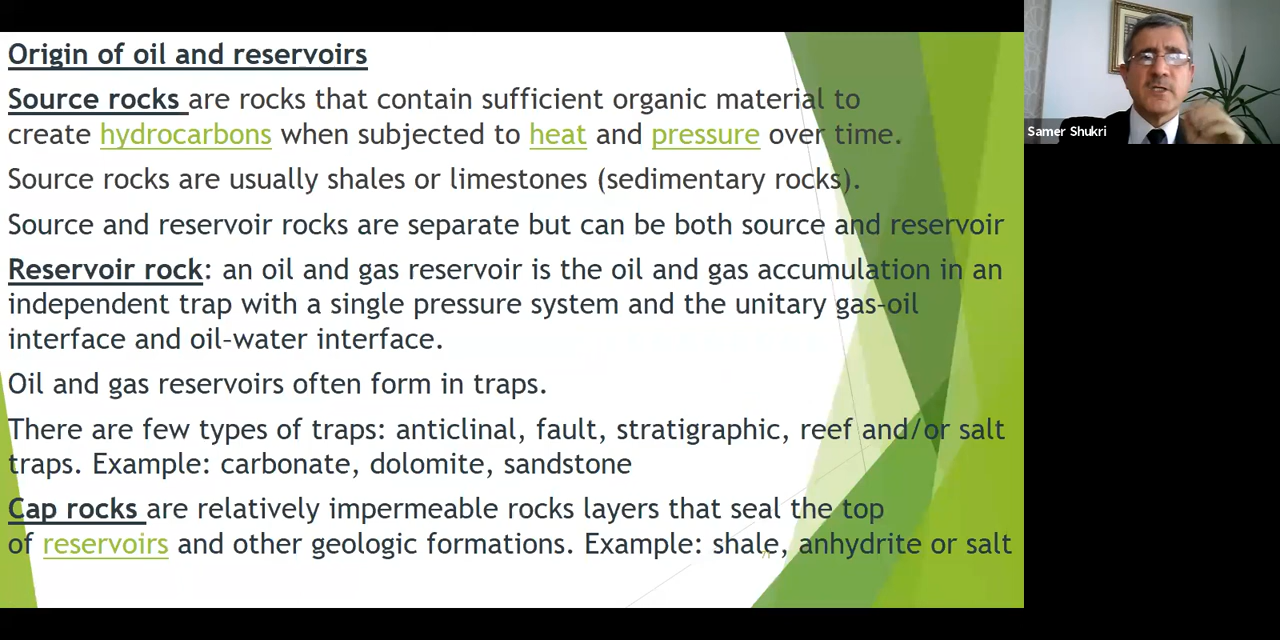 Origin of oil and reservoirs
Source rocks are rocks that contain sufficient organic material to
create hydrocarbons when subjected to heat and pressure over time.
Source rocks are usually shales or limestones (sedimentary rocks).
Source and reservoir rocks are separate but can be both source and reservoir
Reservoir rock: an oil and gas reservoir is the oil and gas accumulation in an
independent trap with a single pressure system and the unitary gas–oil
interface and oil–water interface.
Oil and gas reservoirs often form in traps.
There are few types of traps: anticlinal, fault, stratigraphic, reef and/or salt
traps. Example: carbonate, dolomite, sandstone
Cap rocks are relatively impermeable rocks layers that seal the top
of reservoirs and other geologic formations. Example: shale, anhydrite or salt
Samer Shukri